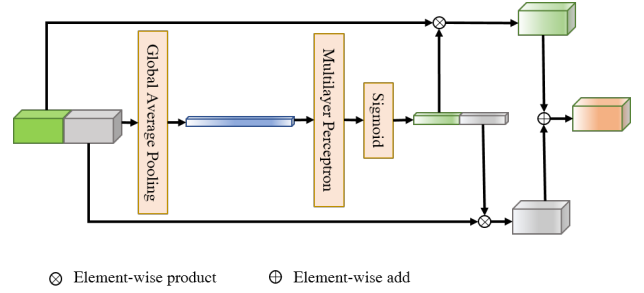 Global Average Pooling
Multilayer Perceptron
Sigmoid
Element-wise product
Element-wise add